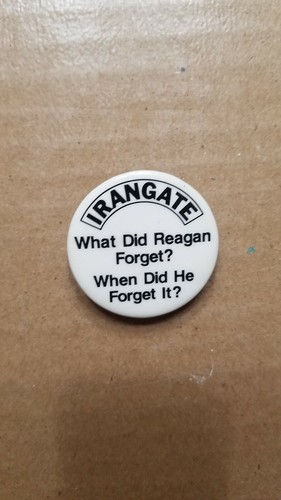 IRANGATE
What Did Reagan
Forget?
When Did He
Forget It?